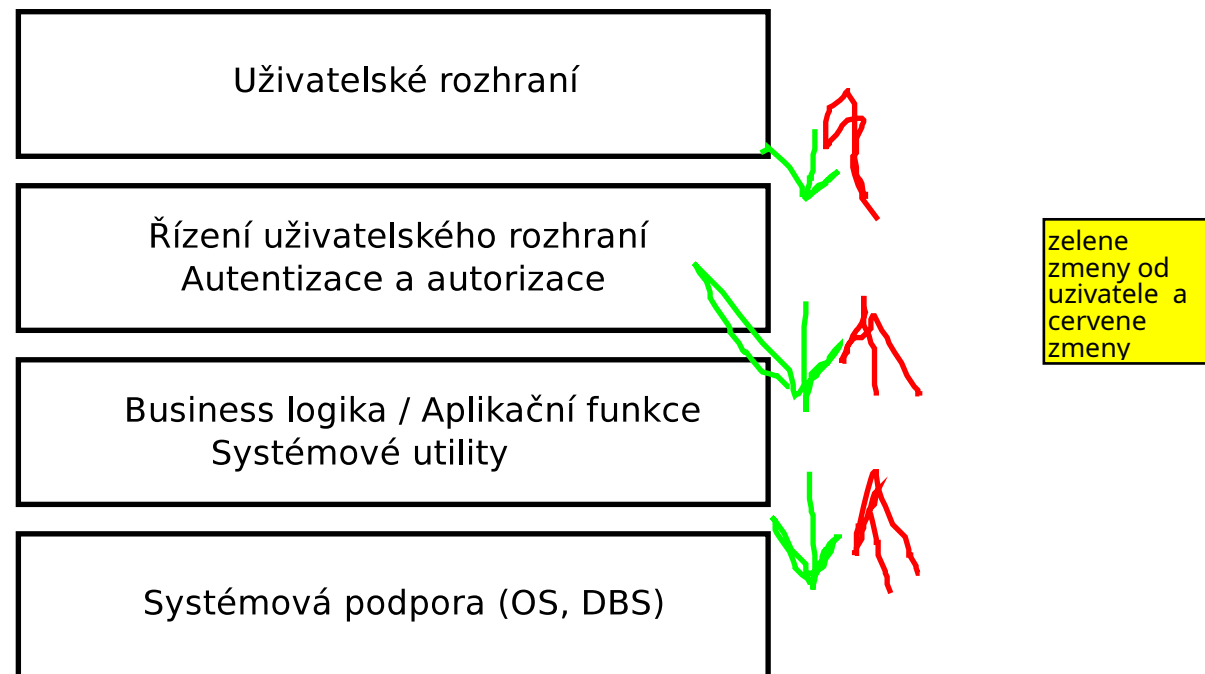 Uživatelské rozhraní
Řízení uživatelského rozhraní
Autentizace a autorizace
zelene
zmeny od
uzivatele a
cervene
zmeny
Business logika / Aplikační funkce
Systémové utility
Systémová podpora (OS, DBS)